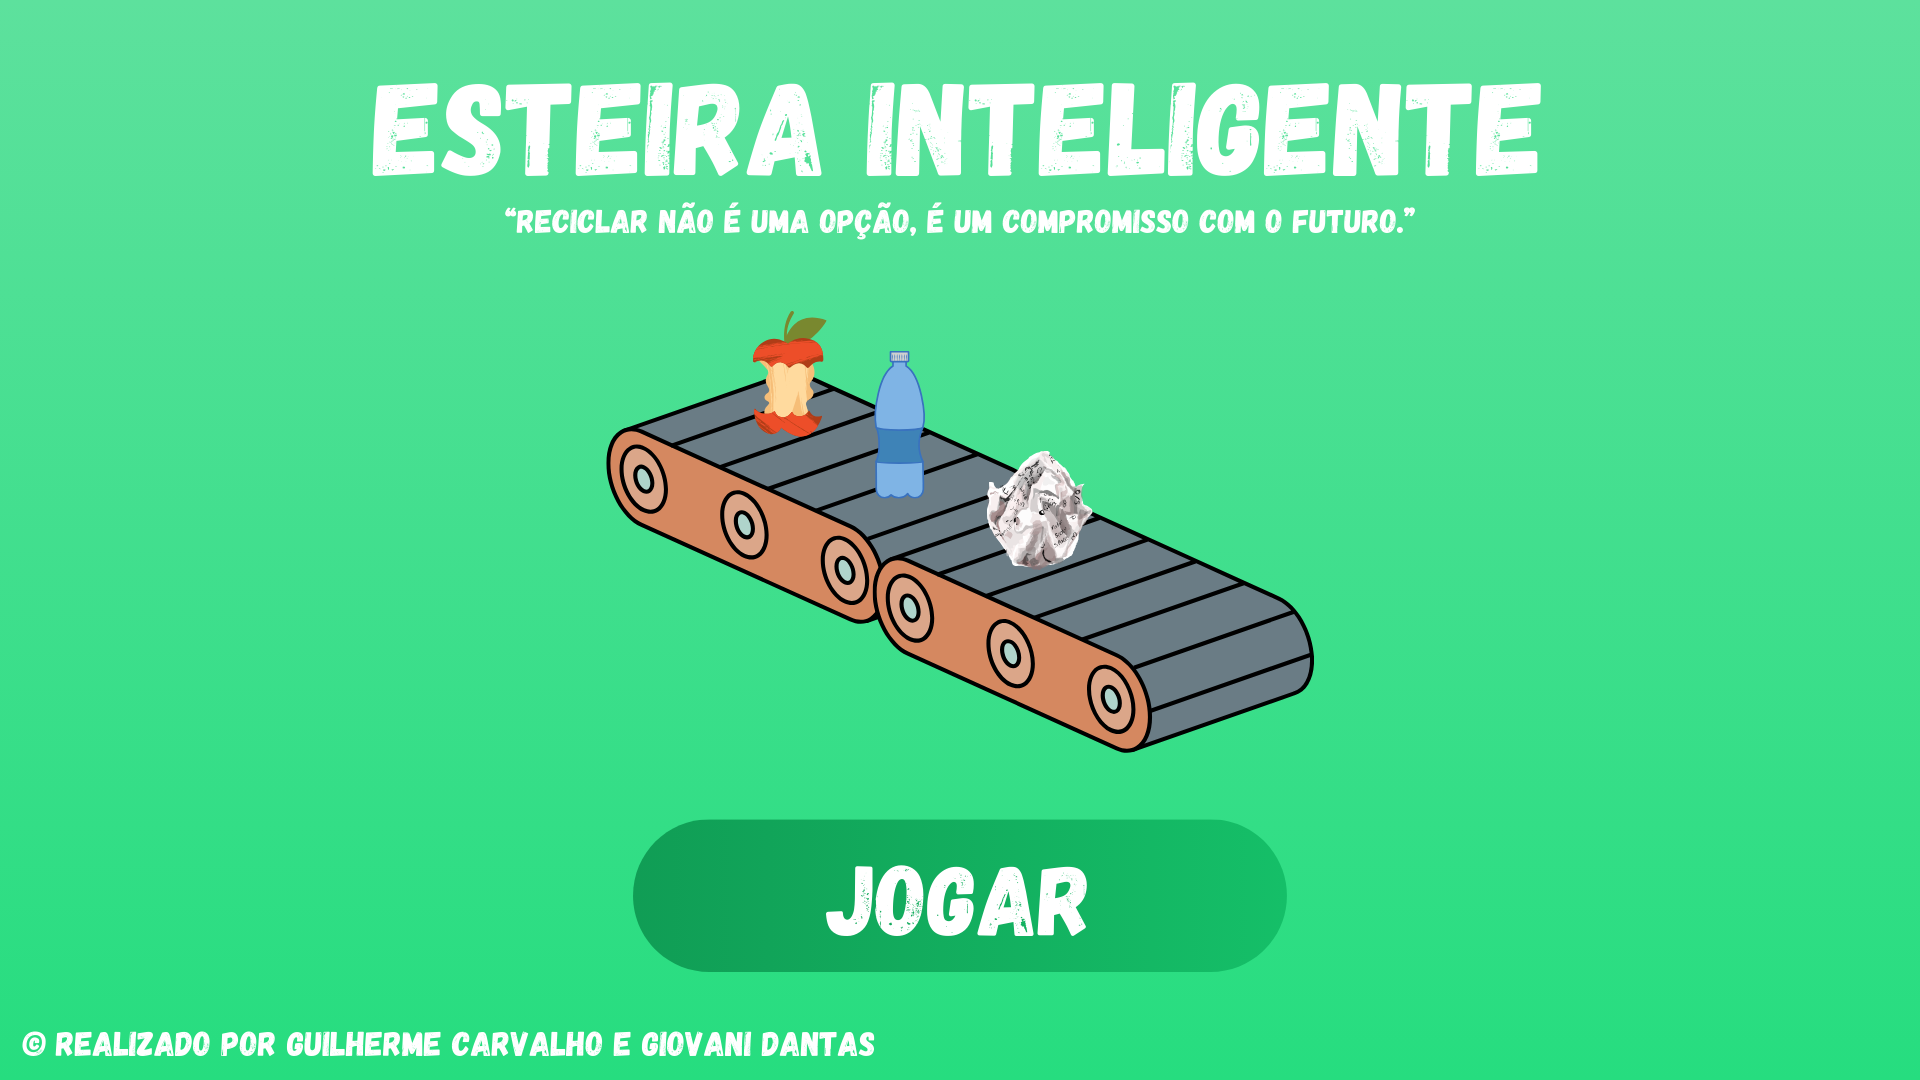 ESTEIRA INTELIGENTE
“RECICLAR NÃO É UMA OPÇÃO, É UM COMPROMISSO COM O FUTURO.”
JOGAR
© REALIZADO POR GUILHERME CARVALHO E GIOVANI DANTAS